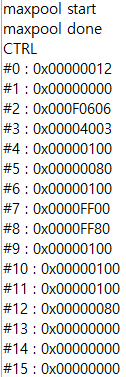 maxpool start
maxpool done
CTRL
#0 : 0x00000012
#1 : 0x00000000
#2 : 0x000F0606
#3 : 0x00004003
#4 : 0x00000100
#5 : 0x00000080
#6 : 0x00000100
#7 : 0x0000FF00
#8 : 0x0000FF80
#9 : 0x00000100
#10 : 0x00000100
#11 : 0x00000100
#12 : 0x00000080
#13 : 0x00000000
#14 : 0x00000000
#15 : 0x00000000